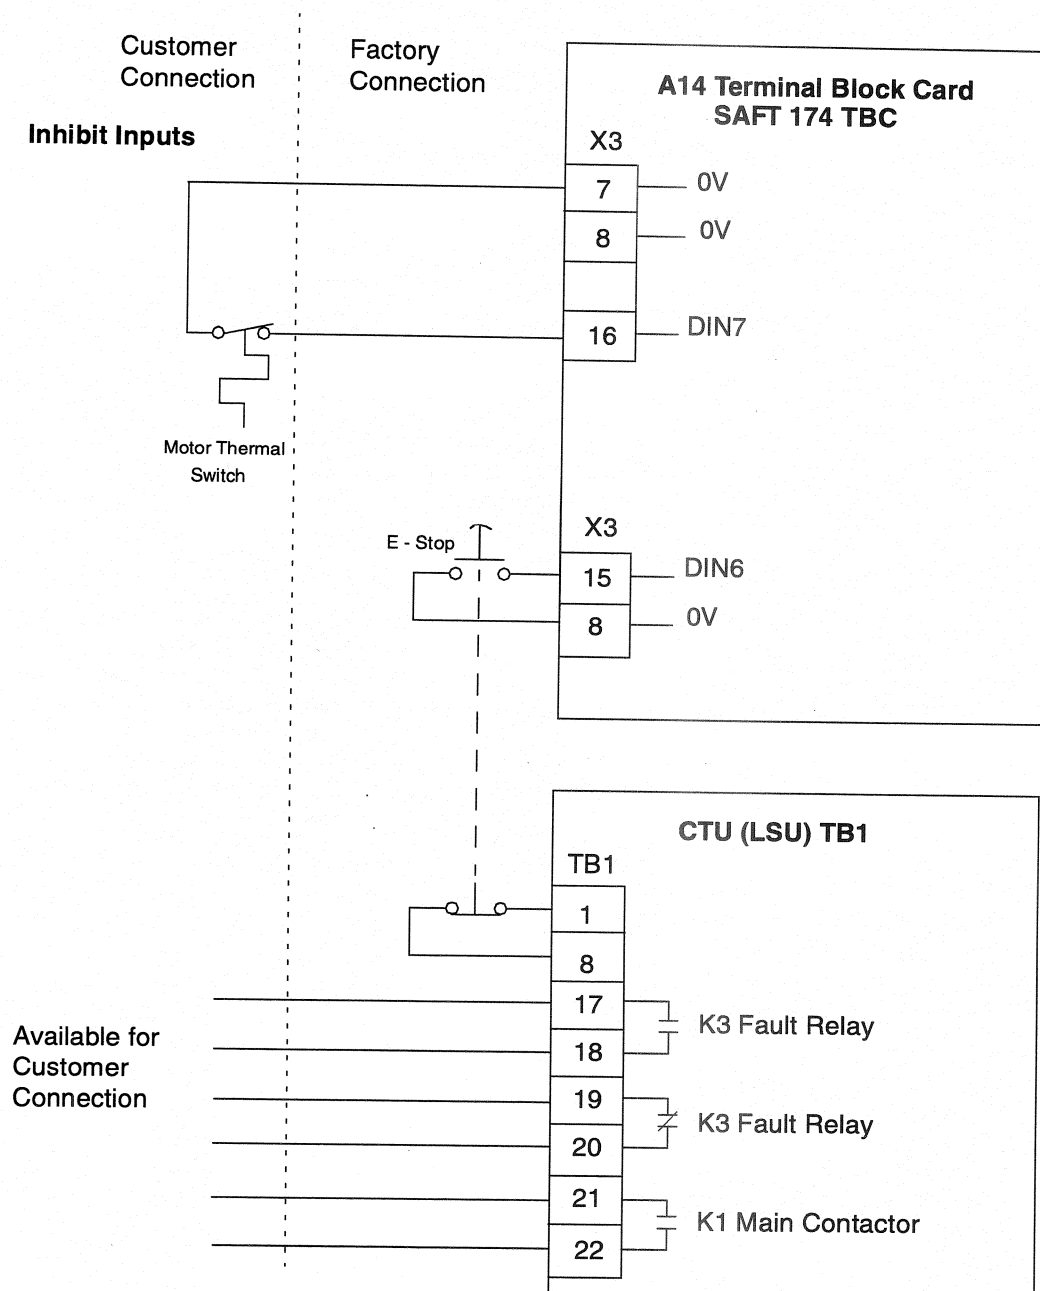 Customer
Connection
Factory
Connection
A14 Terminal Block Card
SAFT 174 TBC
Inhibit Inputs
X3
7
0V
8
0V
16
DIN7
Motor Thermal
Switch
X3
E - Stop
15
DIN6
8
0V
CTU (LSU) TB1
TB1
1
8
17
K3 Fault Relay
18
Available for
Customer
Connection
19
K3 Fault Relay
20
21
K1 Main Contactor
22